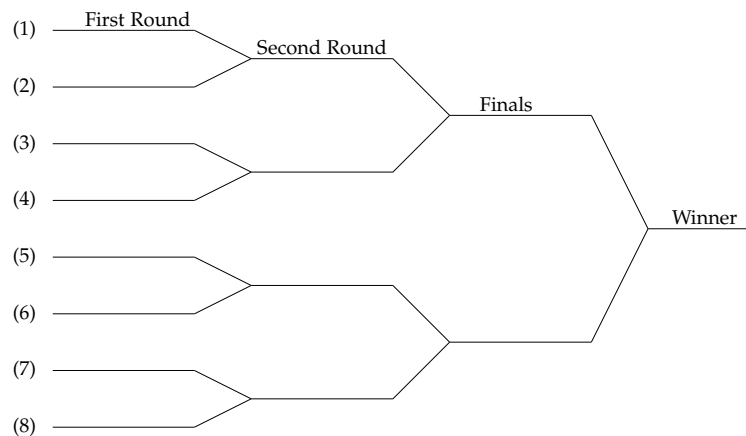 (1) First Round
Second Round
(2)
Finals
(3)
(4)
Winner
(5)
(6)
(7)
(8)